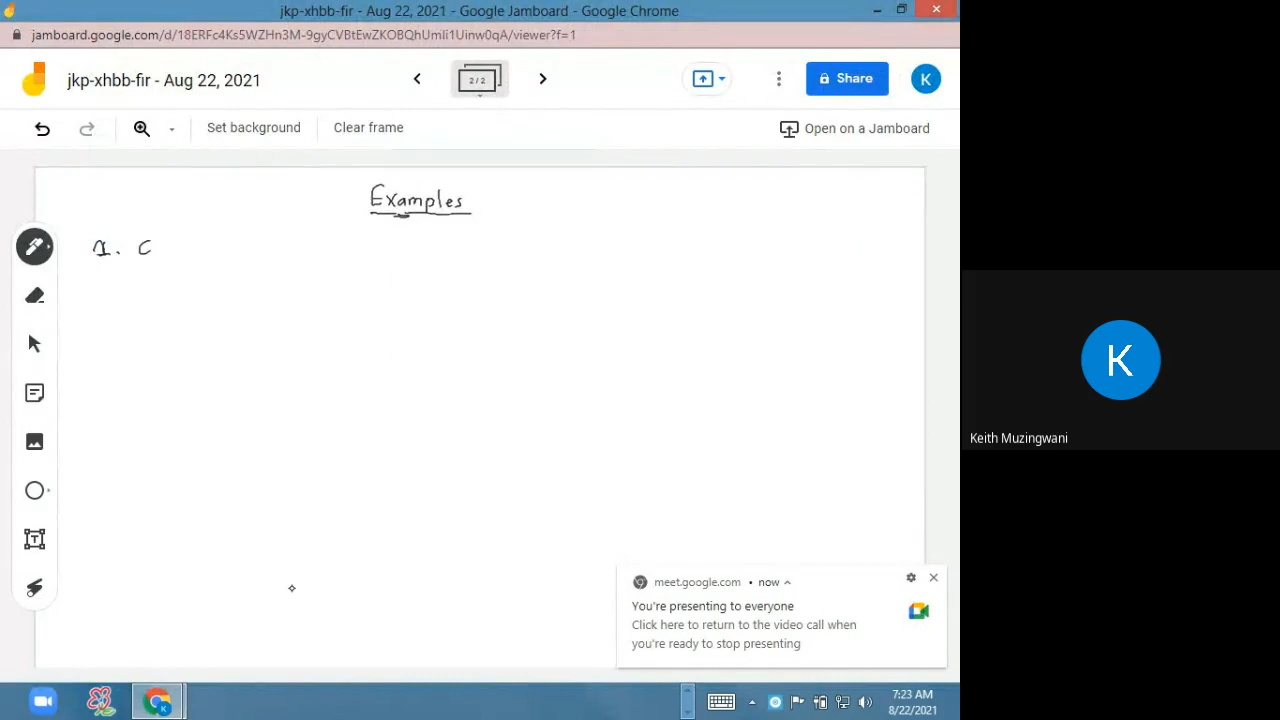 jkp-xhbb-fir - Aug 22, 2021 - Google Jamboard - Google Chrome
jamboard.google.com/d/18ERFc4Ks5WZHn3M-9gyCVBtEwZKOBQhUmIi1Uinw0qA/viewer?f=1
jkp-xhbb-fir - Aug 22, 2021
2 / 2
Share
K
Set background
Clear frame
Open on a Jamboard
Examples
1. C
K
Keith Muzingwani
meet.google.com • now
You're presenting to everyone
Click here to return to the video call when
you're ready to stop presenting
7:23 AM
8/22/2021